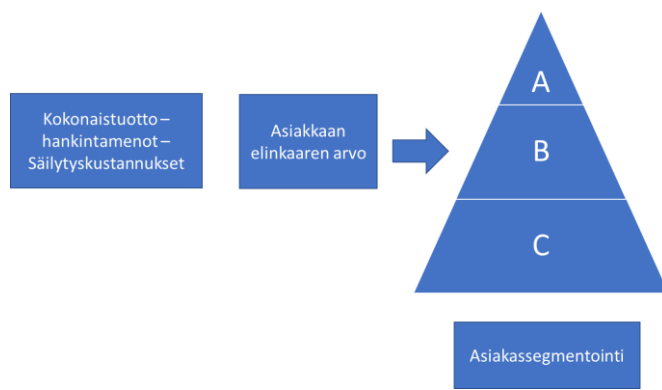 Kokonaistuotto –
hankintamenot –
Säilytyskustannukset
Asiakkaan
elinkaaren arvo
A
B
C
Asiakassegmentointi